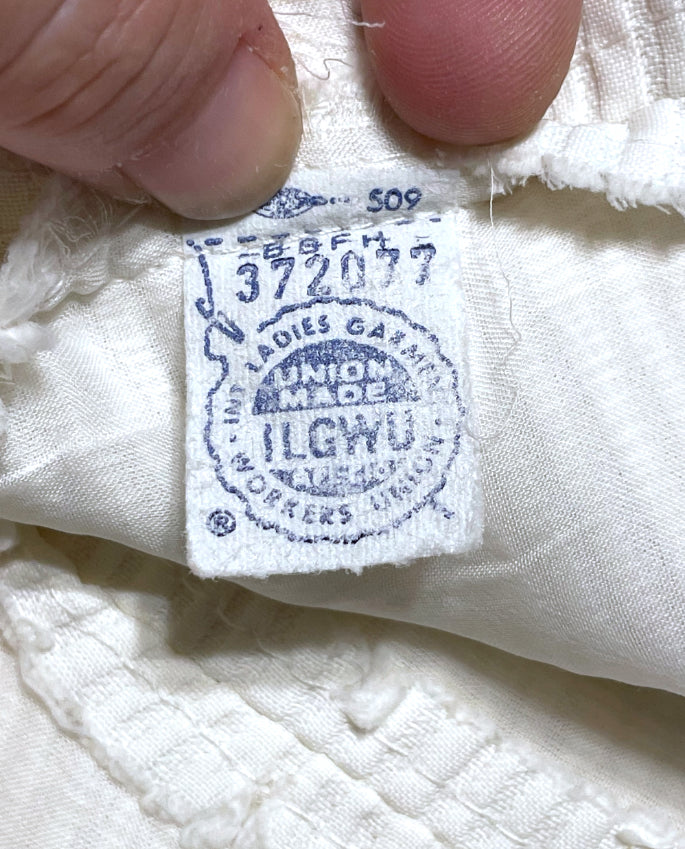 509
BBFH
372077
INT LADIES GARMENT
UNION
MADE
ILGWU
WORKERS UNION
®